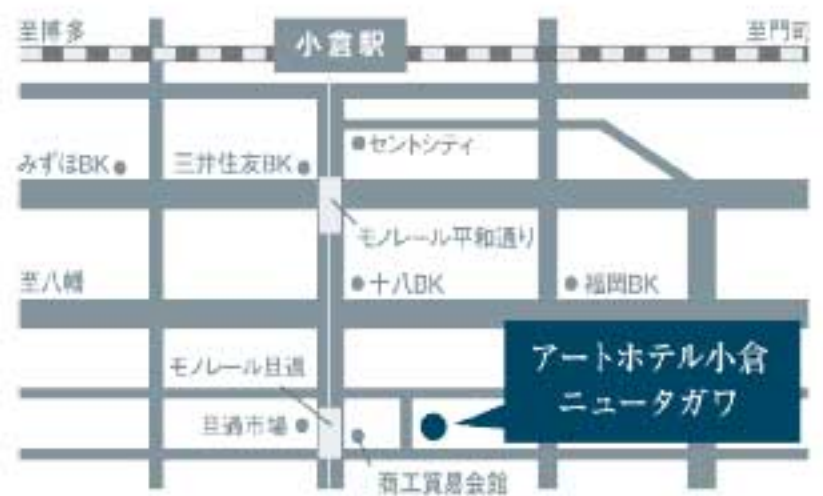 至博多
小倉駅
至門司
みずほBK
三井住友BK
セントシティ
モノレール平和通り
至八幡
十八BK
福岡BK
アートホテル小倉
ニュータガワ
モノレール旦過
旦過市場
商工貿易会館